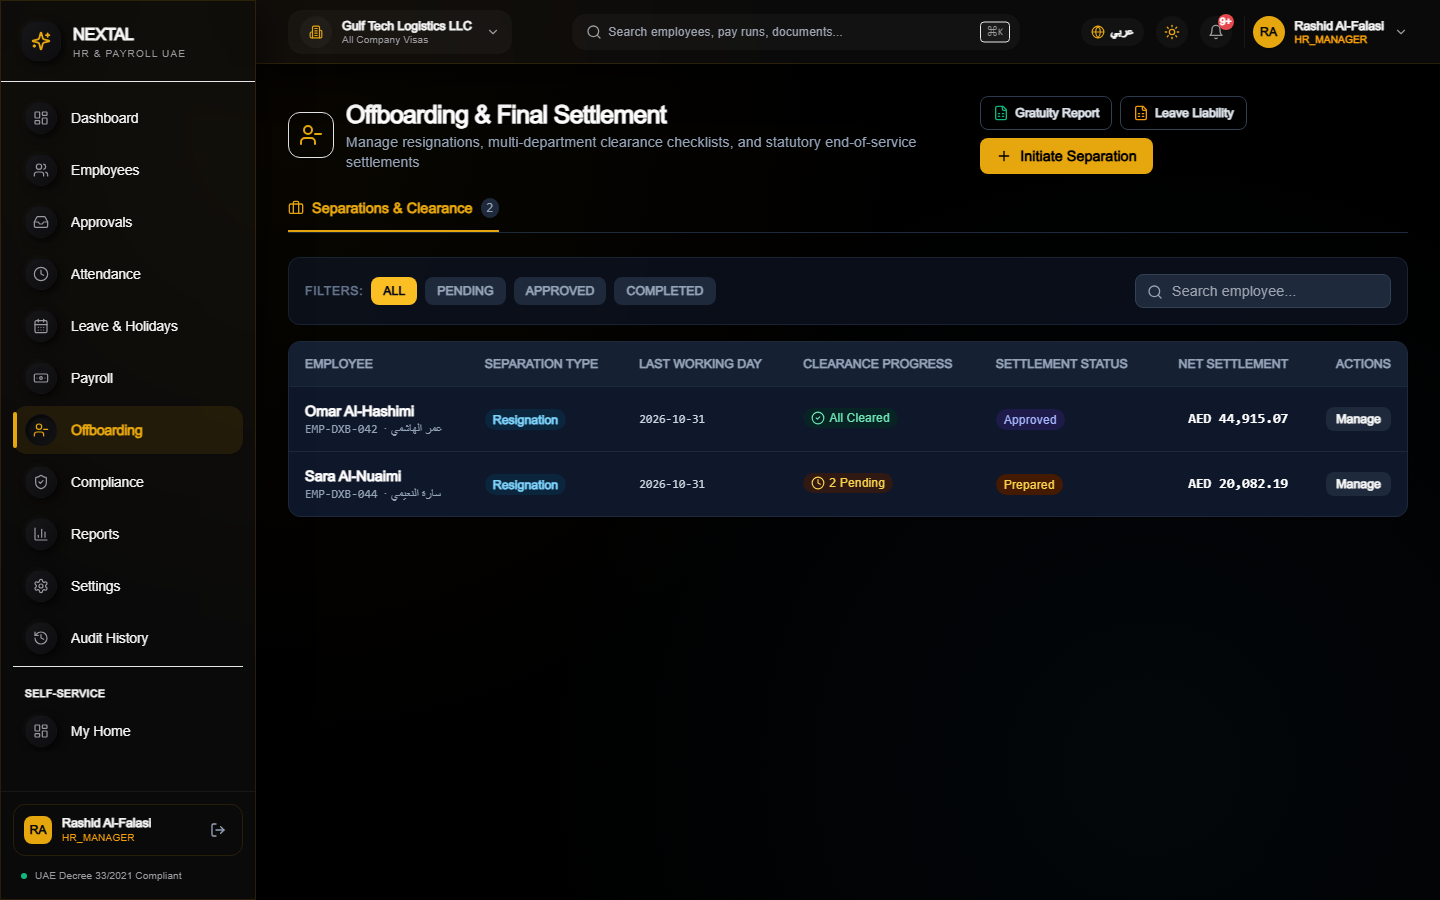 NEXTAL
HR & PAYROLL UAE
Gulf Tech Logistics LLC
All Company Visas
Search employees, pay runs, documents...
⌘K
عربي
9+
RA
Rashid Al-Falasi
HR_MANAGER
Dashboard
Employees
Approvals
Attendance
Leave & Holidays
Payroll
Offboarding
Compliance
Reports
Settings
Audit History
SELF-SERVICE
My Home
RA
Rashid Al-Falasi
HR_MANAGER
UAE Decree 33/2021 Compliant
Offboarding & Final Settlement
Manage resignations, multi-department clearance checklists, and statutory end-of-service
settlements
Gratuity Report
Leave Liability
Initiate Separation
Separations & Clearance 2
FILTERS: ALL PENDING APPROVED COMPLETED
Search employee...
EMPLOYEE SEPARATION TYPE LAST WORKING DAY CLEARANCE PROGRESS SETTLEMENT STATUS NET SETTLEMENT ACTIONS
Omar Al-Hashimi
EMP-DXB-042 · عمر الهاشمي
Resignation 2026-10-31 All Cleared Approved AED 44,915.07 Manage
Sara Al-Nuaimi
EMP-DXB-044 · سارة النعيمي
Resignation 2026-10-31 2 Pending Prepared AED 20,082.19 Manage